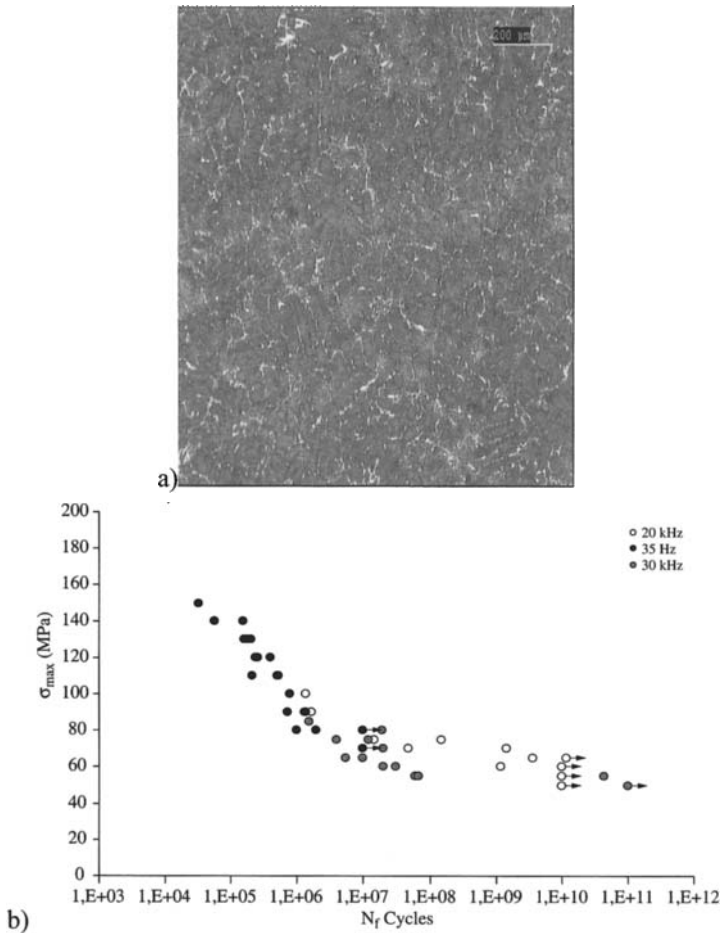 200 µm
a)
200
180
160
140
120
100
80
60
40
20
0
σmax (MPa)
20 kHz
35 Hz
30 kHz
1,E+03 1,E+04 1,E+05 1,E+06 1,E+07 1,E+08 1,E+09 1,E+10 1,E+11 1,E+12
Nf Cycles
b)